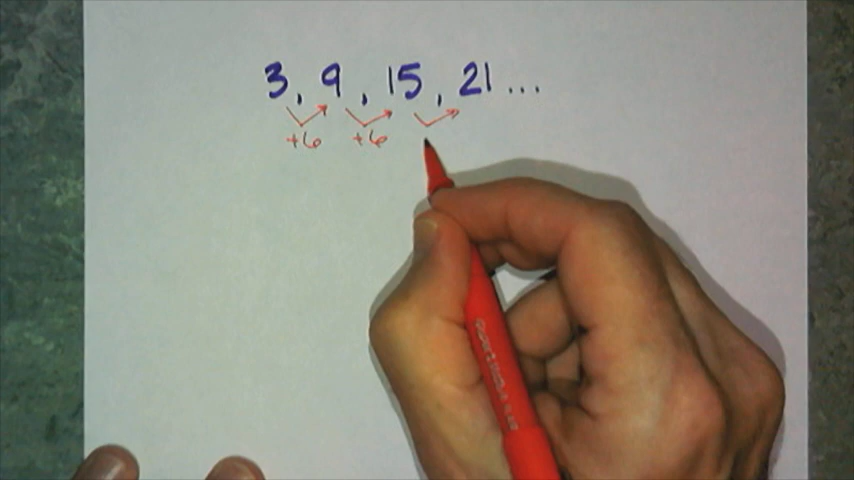 3, 9, 15, 21...
+6 +6